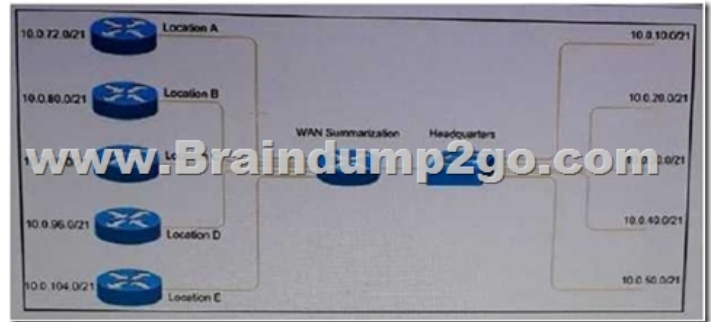 10.0.72.0/21
Location A
10.0.10.0/21
10.0.80.0/21
Location B
10.0.20.0/21
WAN Summarization
Headquarters
www.Braindump2go.com
10.0.96.0/21
Location D
10.0.40.0/21
10.0.104.0/21
Location E
10.0.50.0/21